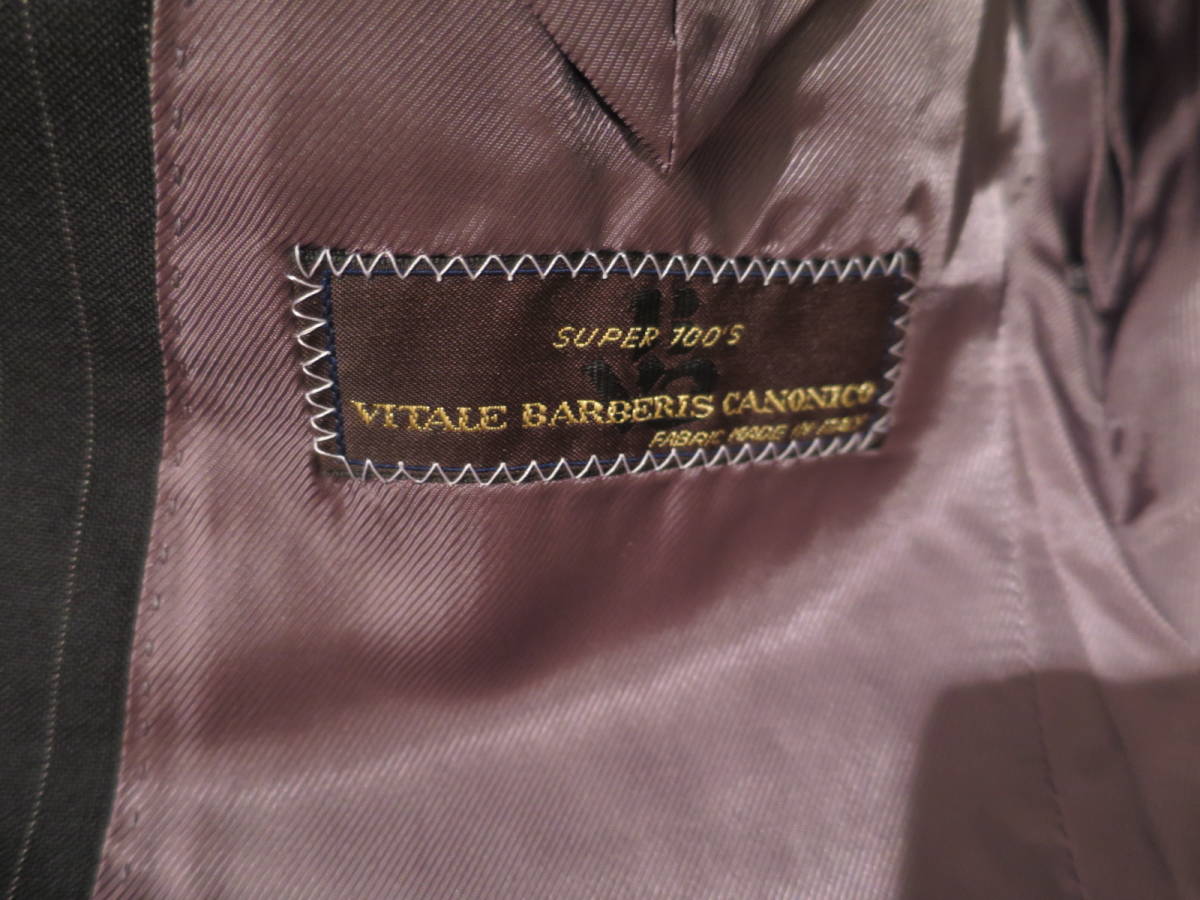 SUPER 100'S
VITALE BARBERIS CANONICO
FABRIC MADE IN ITALY